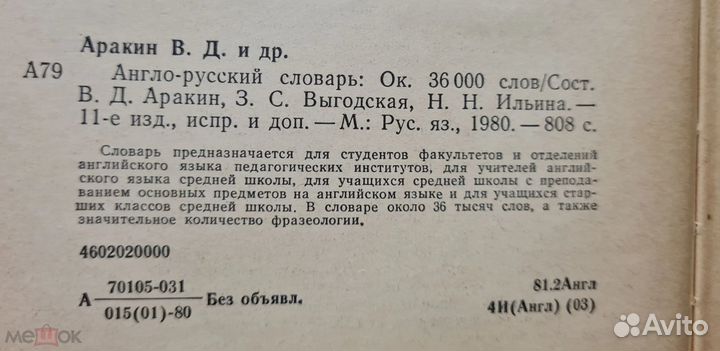 Аракин В. Д. и др.
А79 Англо-русский словарь: Ок. 36 000 слов/Сост.
В. Д. Аракин, З. С. Выгодская, Н. Н. Ильина.—
11-е изд., испр. и доп.—М.: Рус. яз., 1980.—808 с.
Словарь предназначается для студентов факультетов и отделений
английского языка педагогических институтов, для учителей англий-
ского языка средней школы, для учащихся средней школы с препода-
ванием основных предметов на английском языке и для учащихся стар-
ших классов средней школы. В словаре около 36 тысяч слов, а также
значительное количество фразеологии.
4602020000
А 70105-031 Без объявл.
015(01)-80
81.2Англ
4И(Англ) (03)
мешок
Avito